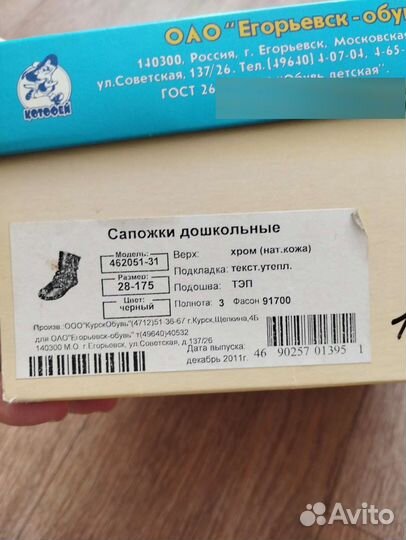 ОАО "Егорьевск-обув
140300, Россия, г. Егорьевск, Московская
ул.Советская, 137/26. Тел.(49640) 4-07-04, 4-65-
ГОСТ 26 Обувь детская".
КОТОФЕЙ
Сапожки дошкольные
Модель: 462051-31
Верх: хром (нат.кожа)
Размер: 28-175
Подкладка: текст.утепл.
Цвет: черный
Подошва: ТЭП
Полнота: 3 Фасон 91700
Произв. ООО"КурскОбувь"(4712)51-36-67 г.Курск,Щепкина,4Б
для ОАО"Егорьевск-обувь" т(49640)40532
140300 М.О. г.Егорьевск, ул.Советская, д.137/26
Дата выпуска:
декабрь 2011г.
46 90257 01395 1
Avito